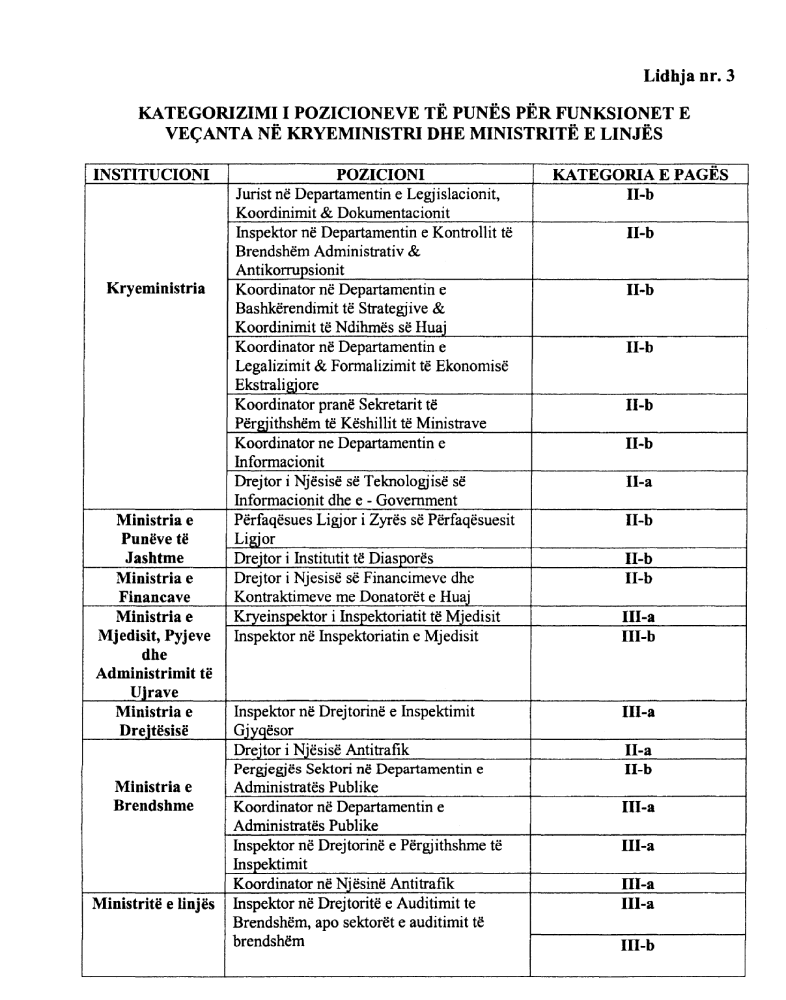 Lidhja nr. 3
KATEGORIZIMI I POZICIONEVE TË PUNËS PËR FUNKSIONET E
VEÇANTA NË KRYEMINISTRI DHE MINISTRITË E LINJËS
INSTITUCIONI POZICIONI KATEGORIA E PAGËS
Kryeministria
Jurist në Departamentin e Legjislacionit, II-b
Koordinimit & Dokumentacionit
Inspektor në Departamentin e Kontrollit të II-b
Brendshëm Administrativ &
Antikorrupsionit
Koordinator në Departamentin e II-b
Bashkërendimit të Strategjive &
Koordinimit të Ndihmës së Huaj
Koordinator në Departamentin e II-b
Legalizimit & Formalizimit të Ekonomisë
Ekstraligjore
Koordinator pranë Sekretarit të II-b
Përgjithshëm të Këshillit të Ministrave
Koordinator ne Departamentin e II-b
Informacionit
Drejtor i Njësisë së Teknologjisë së II-a
Informacionit dhe e - Government
Ministria e
Punëve të
Jashtme
Përfaqësues Ligjor i Zyrës së Përfaqësuesit II-b
Ligjor
Drejtor i Institutit të Diasporës II-b
Ministria e
Financave
Drejtor i Njesisë së Financimeve dhe II-b
Kontraktimeve me Donatorët e Huaj
Ministria e
Mjedisit, Pyjeve
dhe
Administrimit të
Ujrave
Kryeinspektor i Inspektoriatit të Mjedisit III-a
Inspektor në Inspektoriatin e Mjedisit III-b
Ministria e
Drejtësisë
Inspektor në Drejtorinë e Inspektimit III-a
Gjyqësor
Ministria e
Brendshme
Drejtor i Njësisë Antitrafik II-a
Pergjegjës Sektori në Departamentin e II-b
Administratës Publike
Koordinator në Departamentin e III-a
Administratës Publike
Inspektor në Drejtorinë e Përgjithshme të III-a
Inspektimit
Koordinator në Njësinë Antitrafik III-a
Ministritë e linjës
Inspektor në Drejtoritë e Auditimit te III-a
Brendshëm, apo sektorët e auditimit të
brendshëm III-b